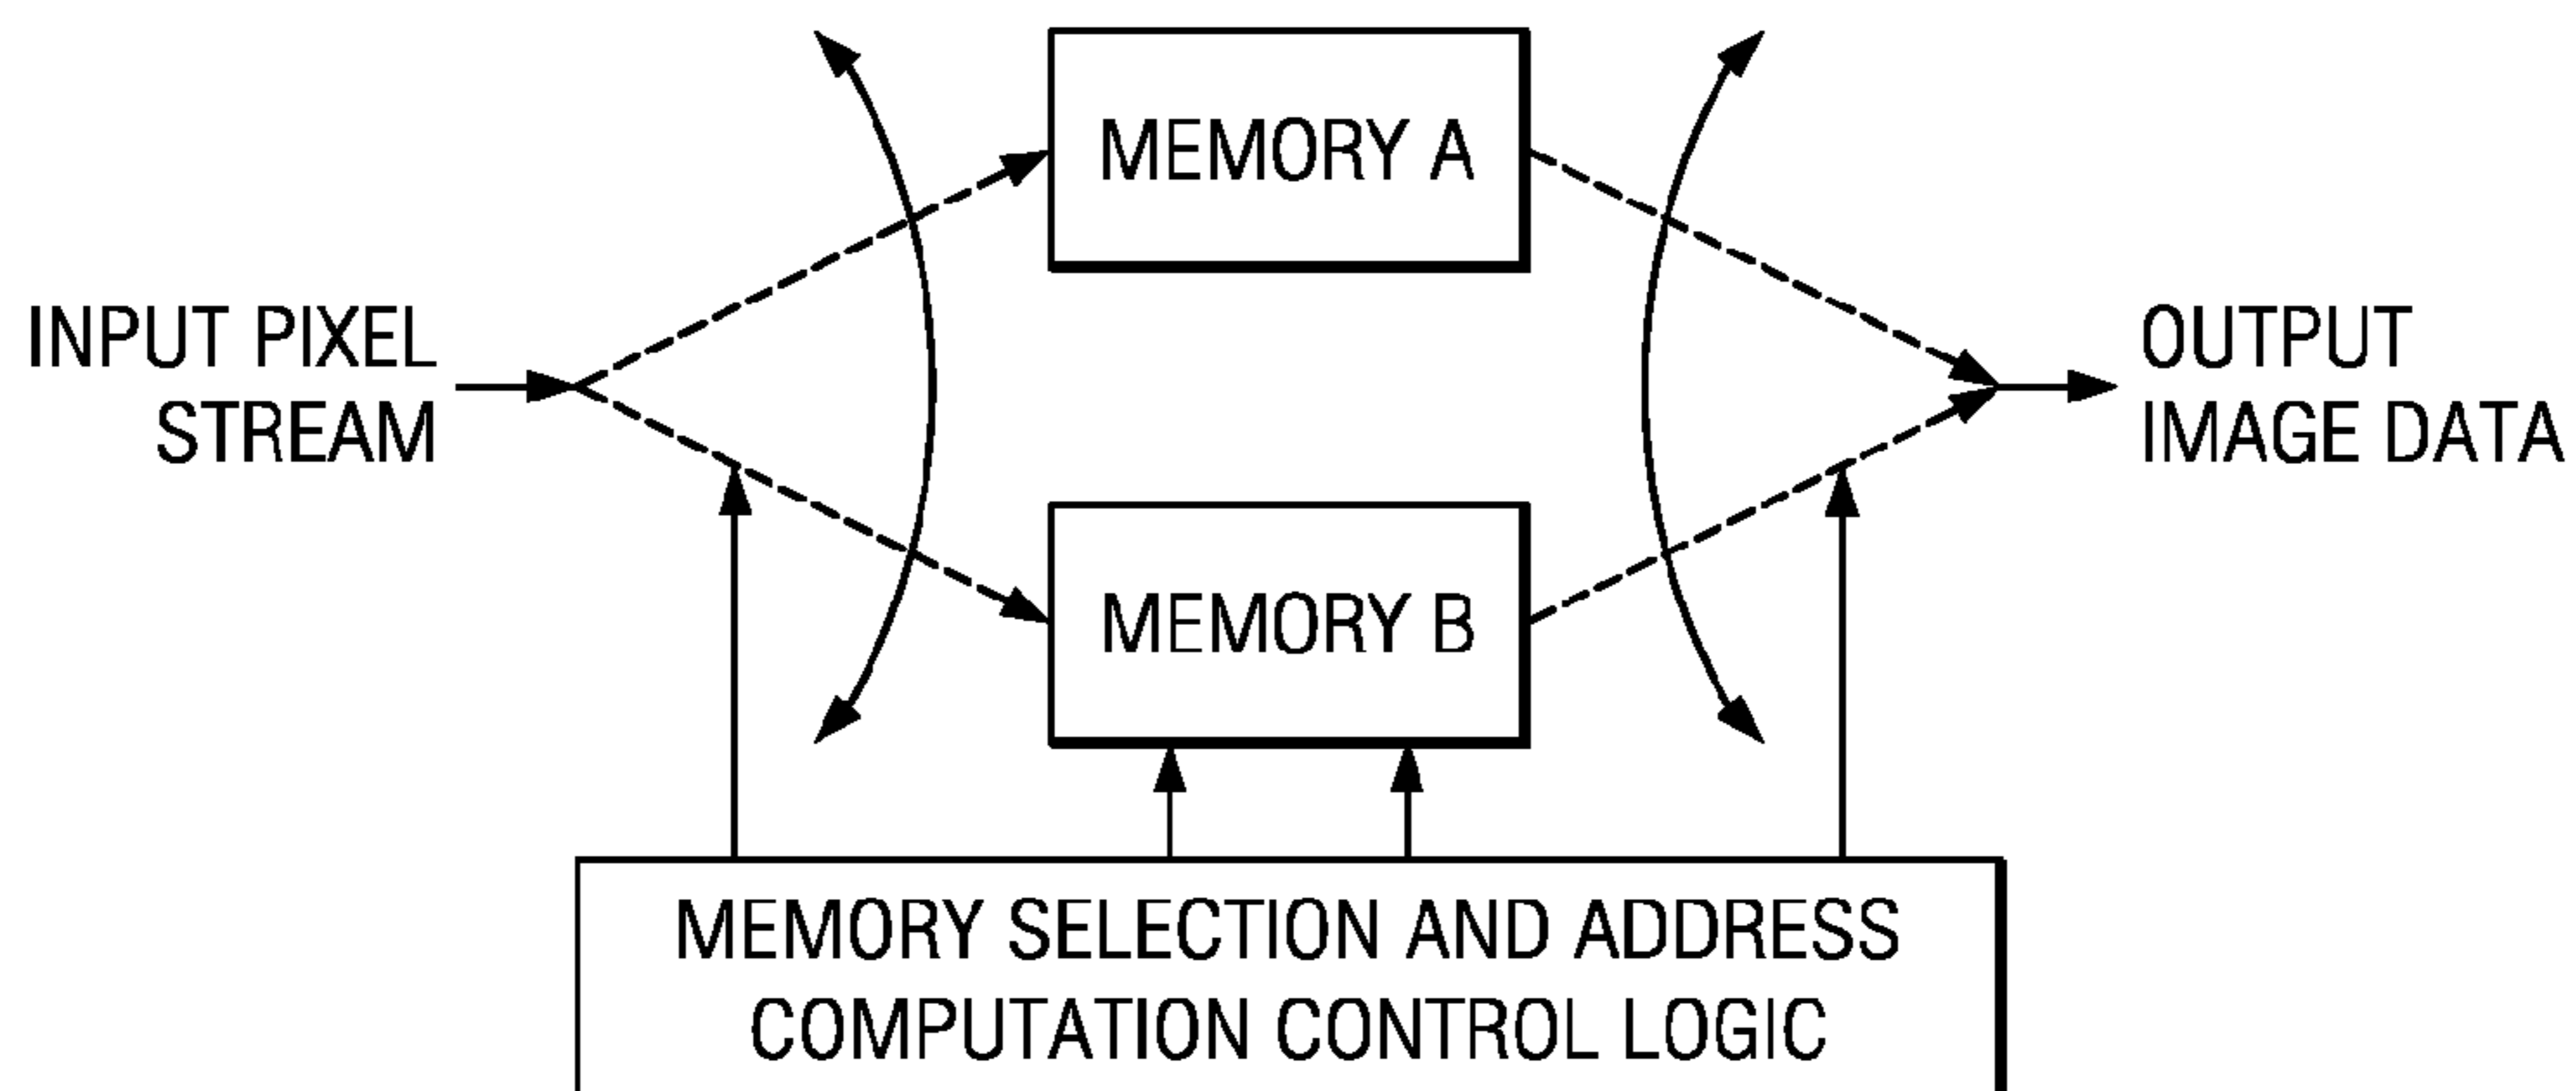 MEMORY A
INPUT PIXEL
STREAM
OUTPUT
IMAGE DATA
MEMORY B
MEMORY SELECTION AND ADDRESS
COMPUTATION CONTROL LOGIC